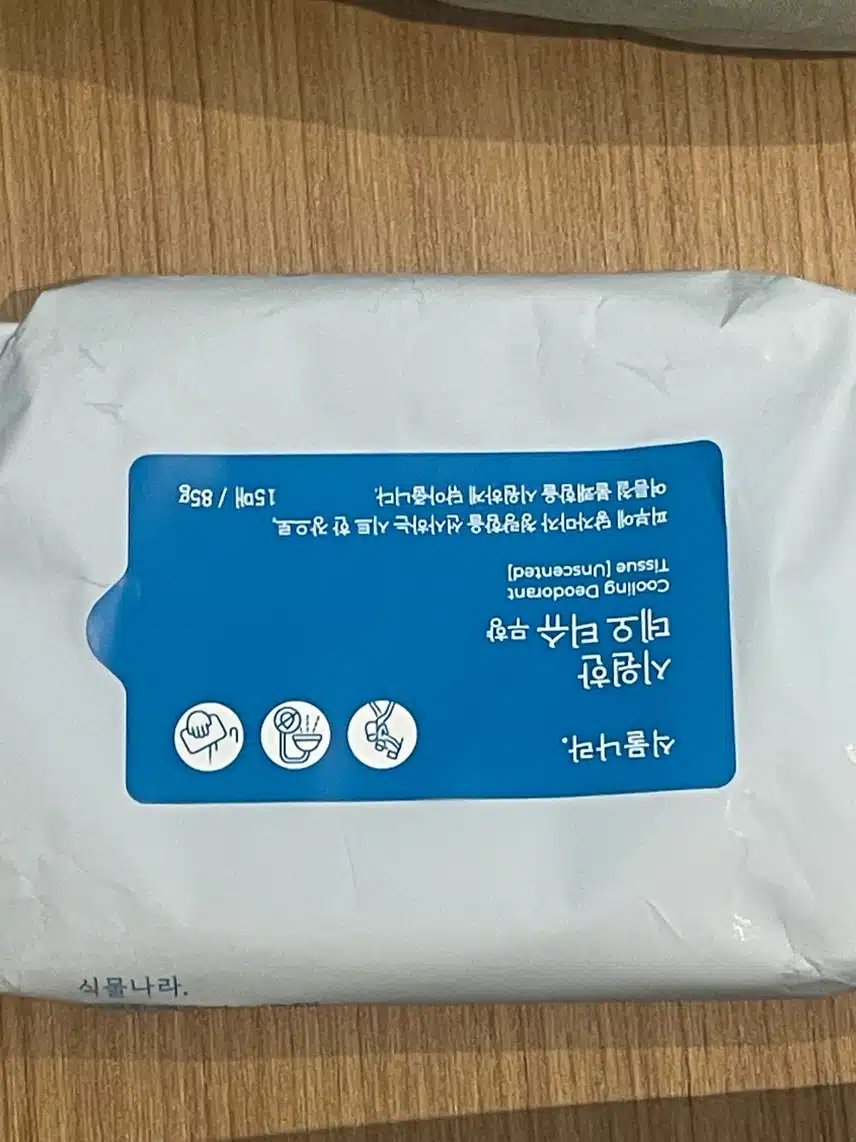 식물나라.
시원한
데오 티슈 무향
Cooling Deodorant
Tissue [Unscented]
피부에 닿자마자 청량함을 선사하는 시트 한 장으로,
여름철 불쾌함을 시원하게 닦아줍니다.
15매 / 85g
식물나라.